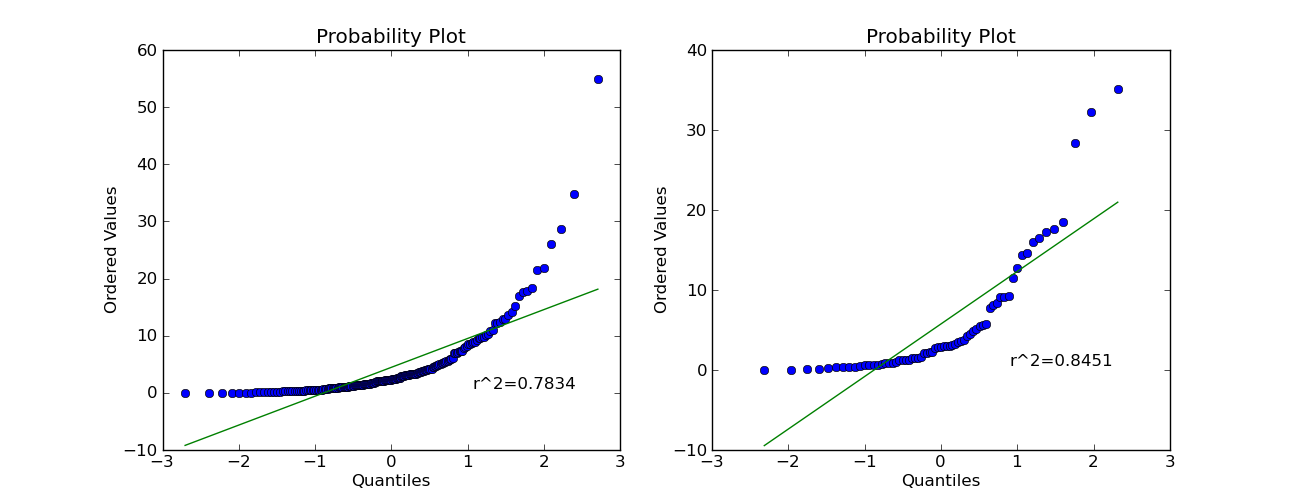 Probability Plot
60
50
40
30
20
10
0
−10
Ordered Values
r^2=0.7834
−3 −2 −1 0 1 2 3
Quantiles
Probability Plot
40
30
20
10
0
−10
Ordered Values
r^2=0.8451
−3 −2 −1 0 1 2 3
Quantiles